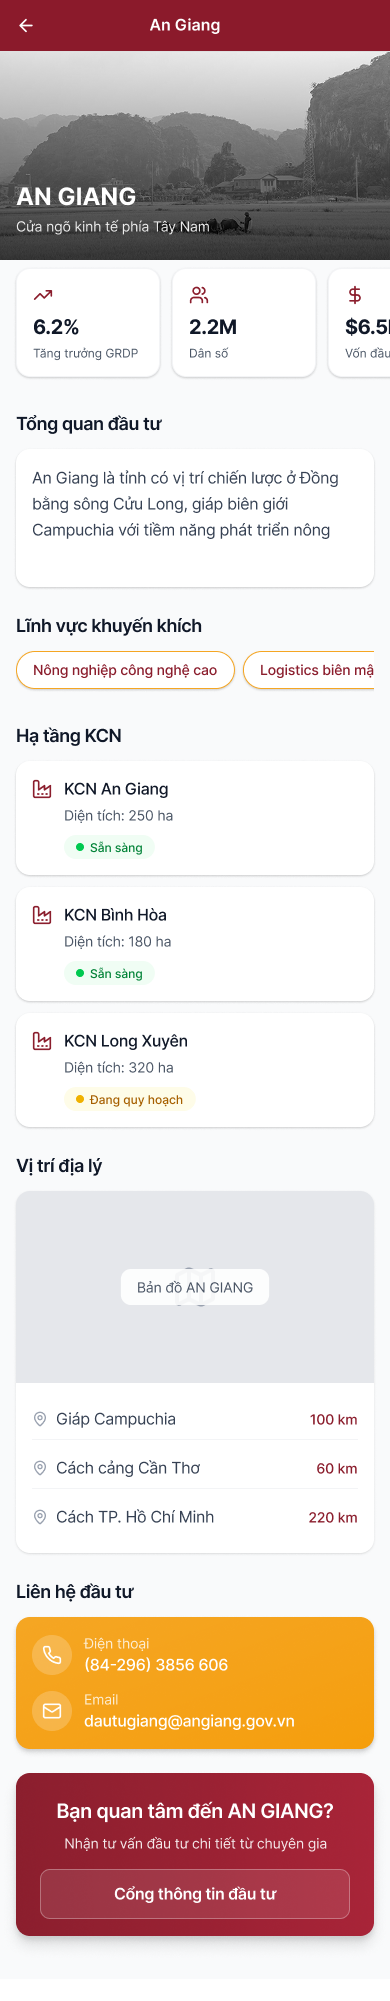 An Giang
AN GIANG
Cửa ngõ kinh tế phía Tây Nam
6.2%
Tăng trưởng GRDP
2.2M
Dân số
$6.5
Vốn đầu
Tổng quan đầu tư
An Giang là tỉnh có vị trí chiến lược ở Đồng
bằng sông Cửu Long, giáp biên giới
Campuchia với tiềm năng phát triển nông
Lĩnh vực khuyến khích
Nông nghiệp công nghệ cao
Logistics biên mậ
Hạ tầng KCN
KCN An Giang
Diện tích: 250 ha
Sẵn sàng
KCN Bình Hòa
Diện tích: 180 ha
Sẵn sàng
KCN Long Xuyên
Diện tích: 320 ha
Đang quy hoạch
Vị trí địa lý
Bản đồ AN GIANG
Giáp Campuchia 100 km
Cách cảng Cần Thơ 60 km
Cách TP. Hồ Chí Minh 220 km
Liên hệ đầu tư
Điện thoại
(84-296) 3856 606
Email
dautugiang@angiang.gov.vn
Bạn quan tâm đến AN GIANG?
Nhận tư vấn đầu tư chi tiết từ chuyên gia
Cổng thông tin đầu tư